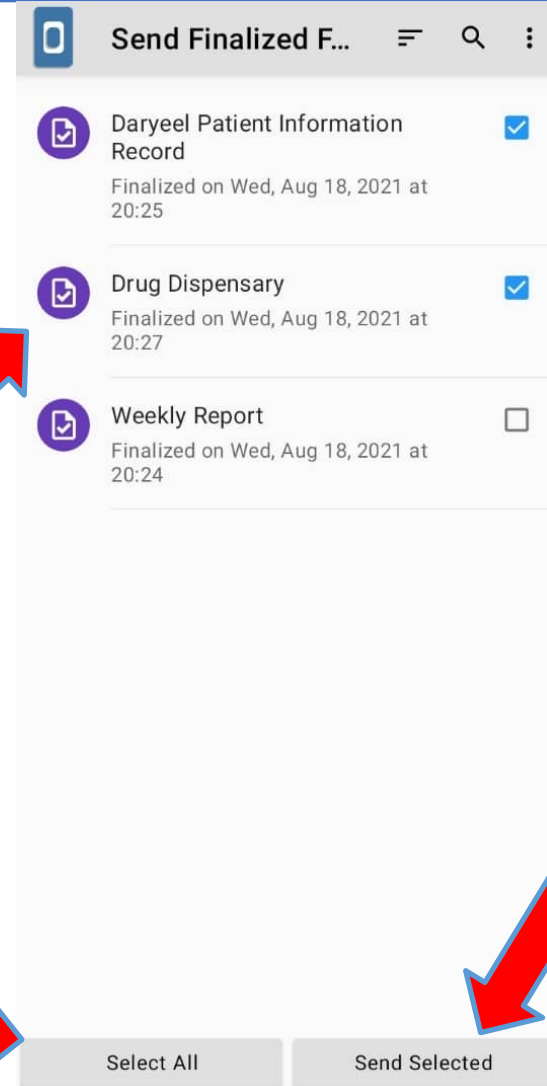 Send Finalized F...
Daryeel Patient Information
Record
Finalized on Wed, Aug 18, 2021 at
20:25
Drug Dispensary
Finalized on Wed, Aug 18, 2021 at
20:27
Weekly Report
Finalized on Wed, Aug 18, 2021 at
20:24
Select All
Send Selected